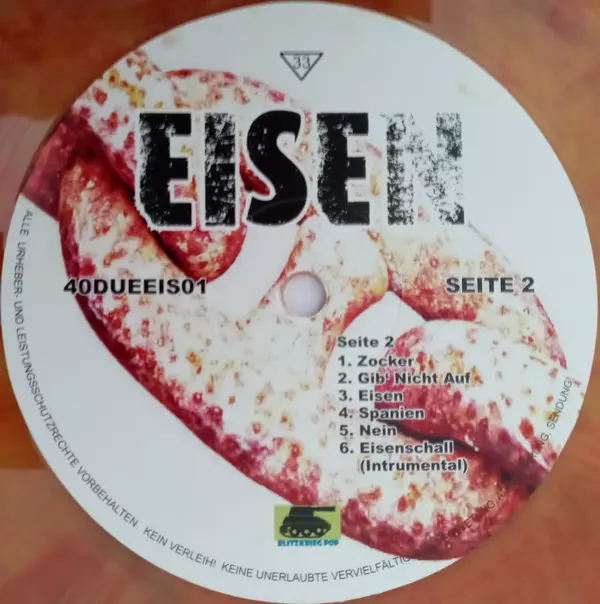 33
EISEN
40DUEEIS01
SEITE 2
Seite 2
1. Zocker
2. Gib' Nicht Auf
3. Eisen
4. Spanien
5. Nein
6. Eisenschall
(Intrumental)
BLITZKRIEG POP
ALLE URHEBER- UND LEISTUNGSSCHUTZRECHTE VORBEHALTEN. KEIN VERLEIH! KEINE UNERLAUBTE VERVIELFÄLTIG SENDUNG!